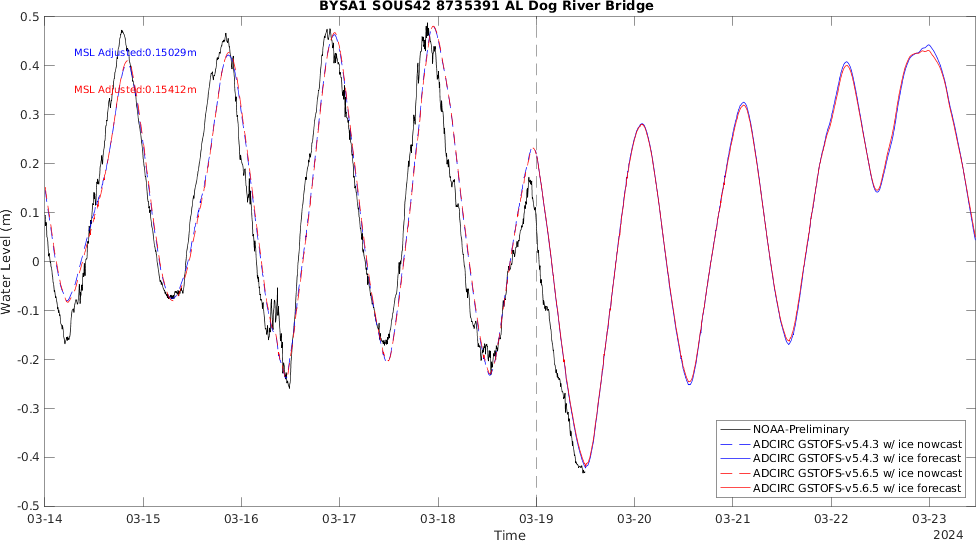 BYSA1 SOUS42 8735391 AL Dog River Bridge
MSL Adjusted:0.15029m
MSL Adjusted:0.15412m
Water Level (m)
0.5
0.4
0.3
0.2
0.1
0
-0.1
-0.2
-0.3
-0.4
-0.5
NOAA-Preliminary
ADCIRC GSTOFS-v5.4.3 w/ ice nowcast
ADCIRC GSTOFS-v5.4.3 w/ ice forecast
ADCIRC GSTOFS-v5.6.5 w/ ice nowcast
ADCIRC GSTOFS-v5.6.5 w/ ice forecast
03-14 03-15 03-16 03-17 03-18 03-19 03-20 03-21 03-22 03-23
Time
2024